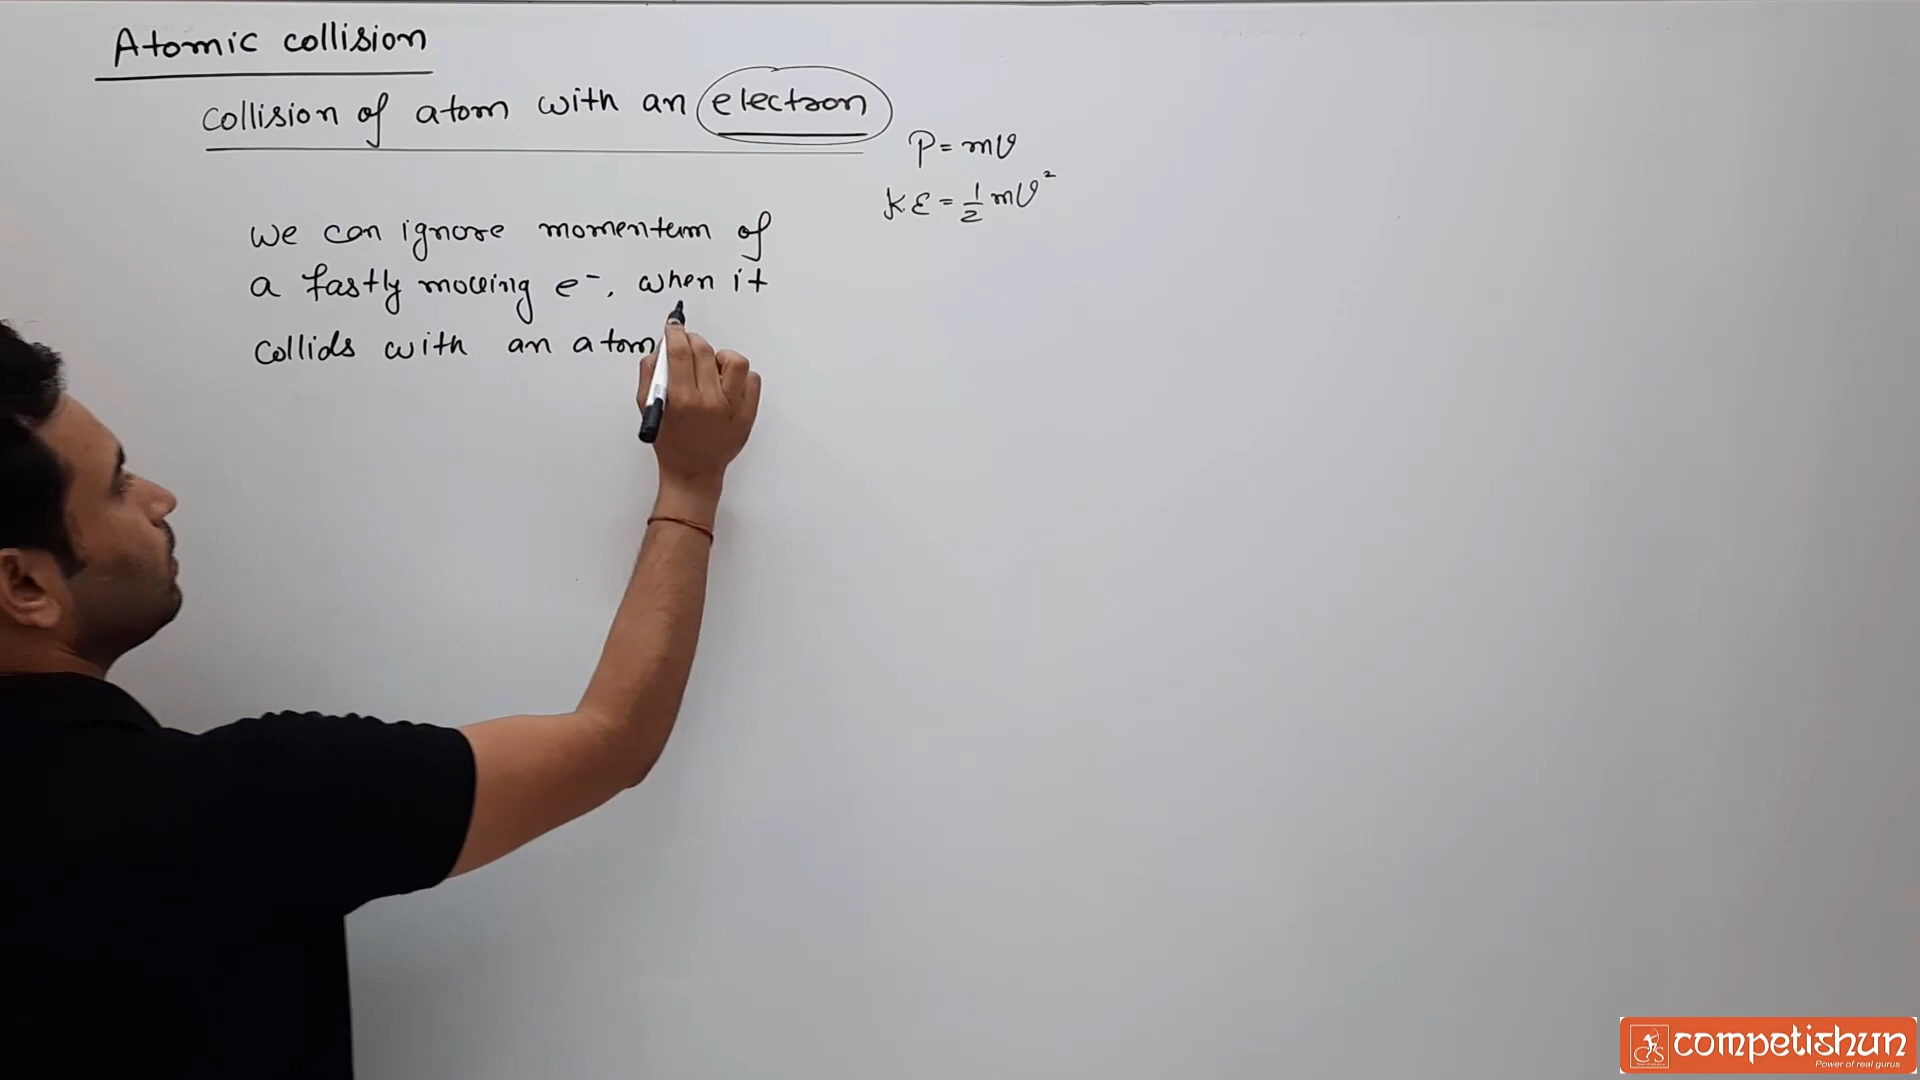 Atomic collision
collision of atom with an electron
P = mv
K.E = 1/2 mv²
we can ignore momentum of
a fastly moving e⁻, when it
collids with an atom
competishun
Power of real gurus